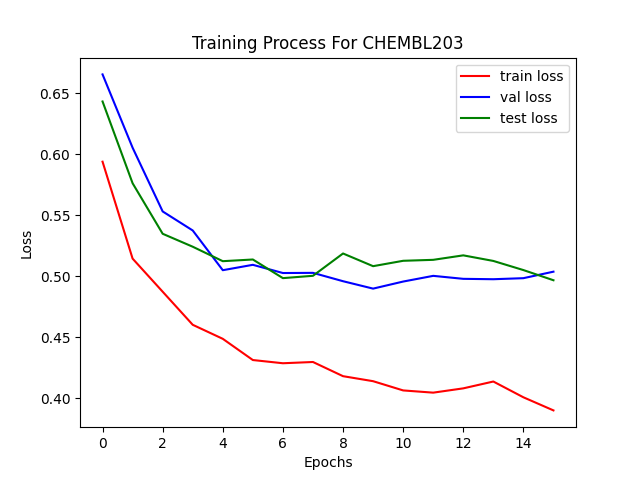 Training Process For CHEMBL203
train loss
val loss
test loss
Loss
0.65
0.60
0.55
0.50
0.45
0.40
0 2 4 6 8 10 12 14
Epochs